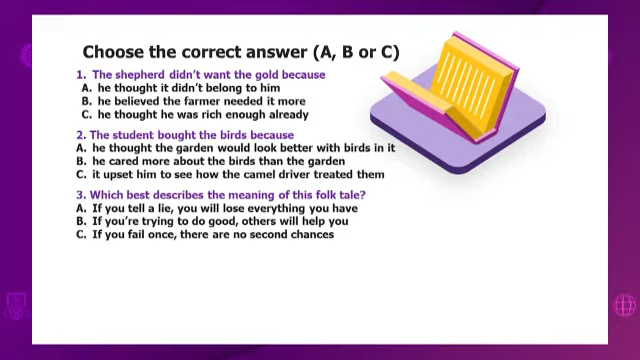 Choose the correct answer (A, B or C)
1. The shepherd didn't want the gold because
A. he thought it didn't belong to him
B. he believed the farmer needed it more
C. he thought he was rich enough already
2. The student bought the birds because
A. he thought the garden would look better with birds in it
B. he cared more about the birds than the garden
C. it upset him to see how the camel driver treated them
3. Which best describes the meaning of this folk tale?
A. If you tell a lie, you will lose everything you have
B. If you're trying to do good, others will help you
C. If you fail once, there are no second chances